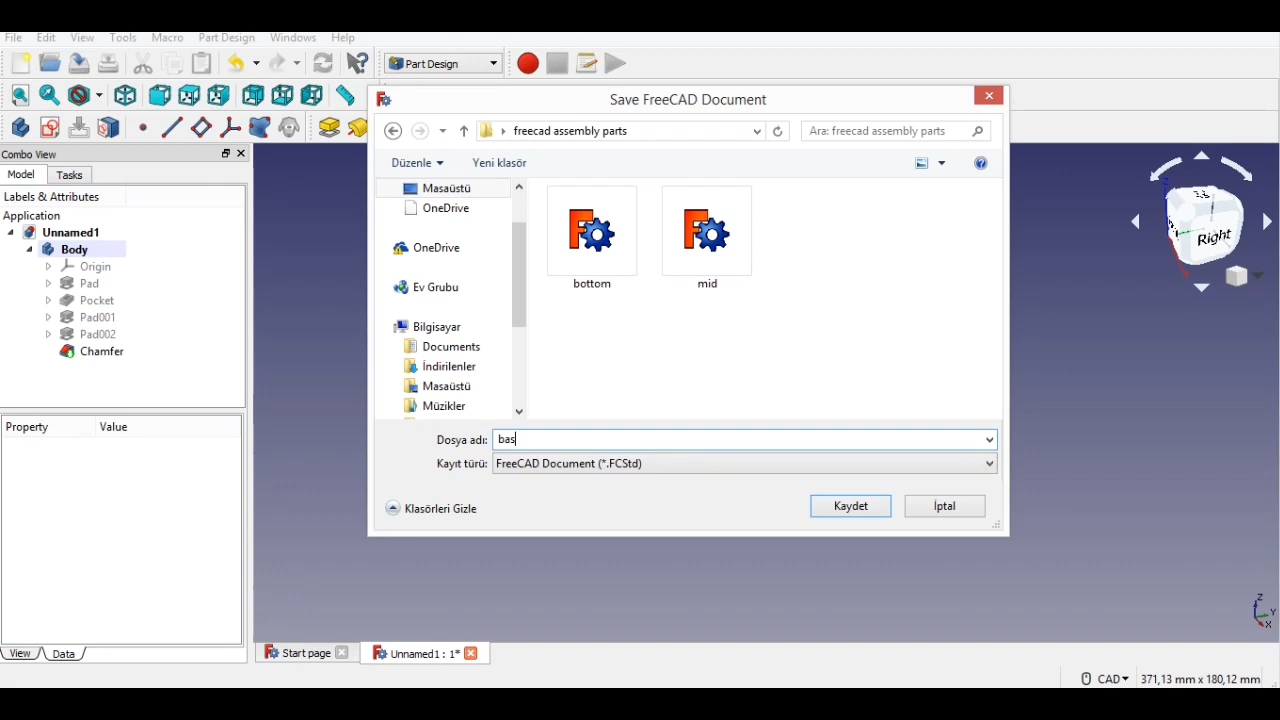 File Edit View Tools Macro Part Design Windows Help
Part Design
Save FreeCAD Document
freecad assembly parts
Ara: freecad assembly parts
Düzenle Yeni klasör
Combo View
Model Tasks
Labels & Attributes
Application
Unnamed1
Body
Origin
Pad
Pocket
Pad001
Pad002
Chamfer
Property Value
Masaüstü
OneDrive
OneDrive
Ev Grubu
Bilgisayar
Documents
İndirilenler
Masaüstü
Müzikler
bottom mid
Dosya adı: bas
Kayıt türü: FreeCAD Document (*.FCStd)
Klasörleri Gizle Kaydet İptal
Right
Z
Y
X
View Data
Start page Unnamed1 : 1*
CAD 371,13 mm x 180,12 mm